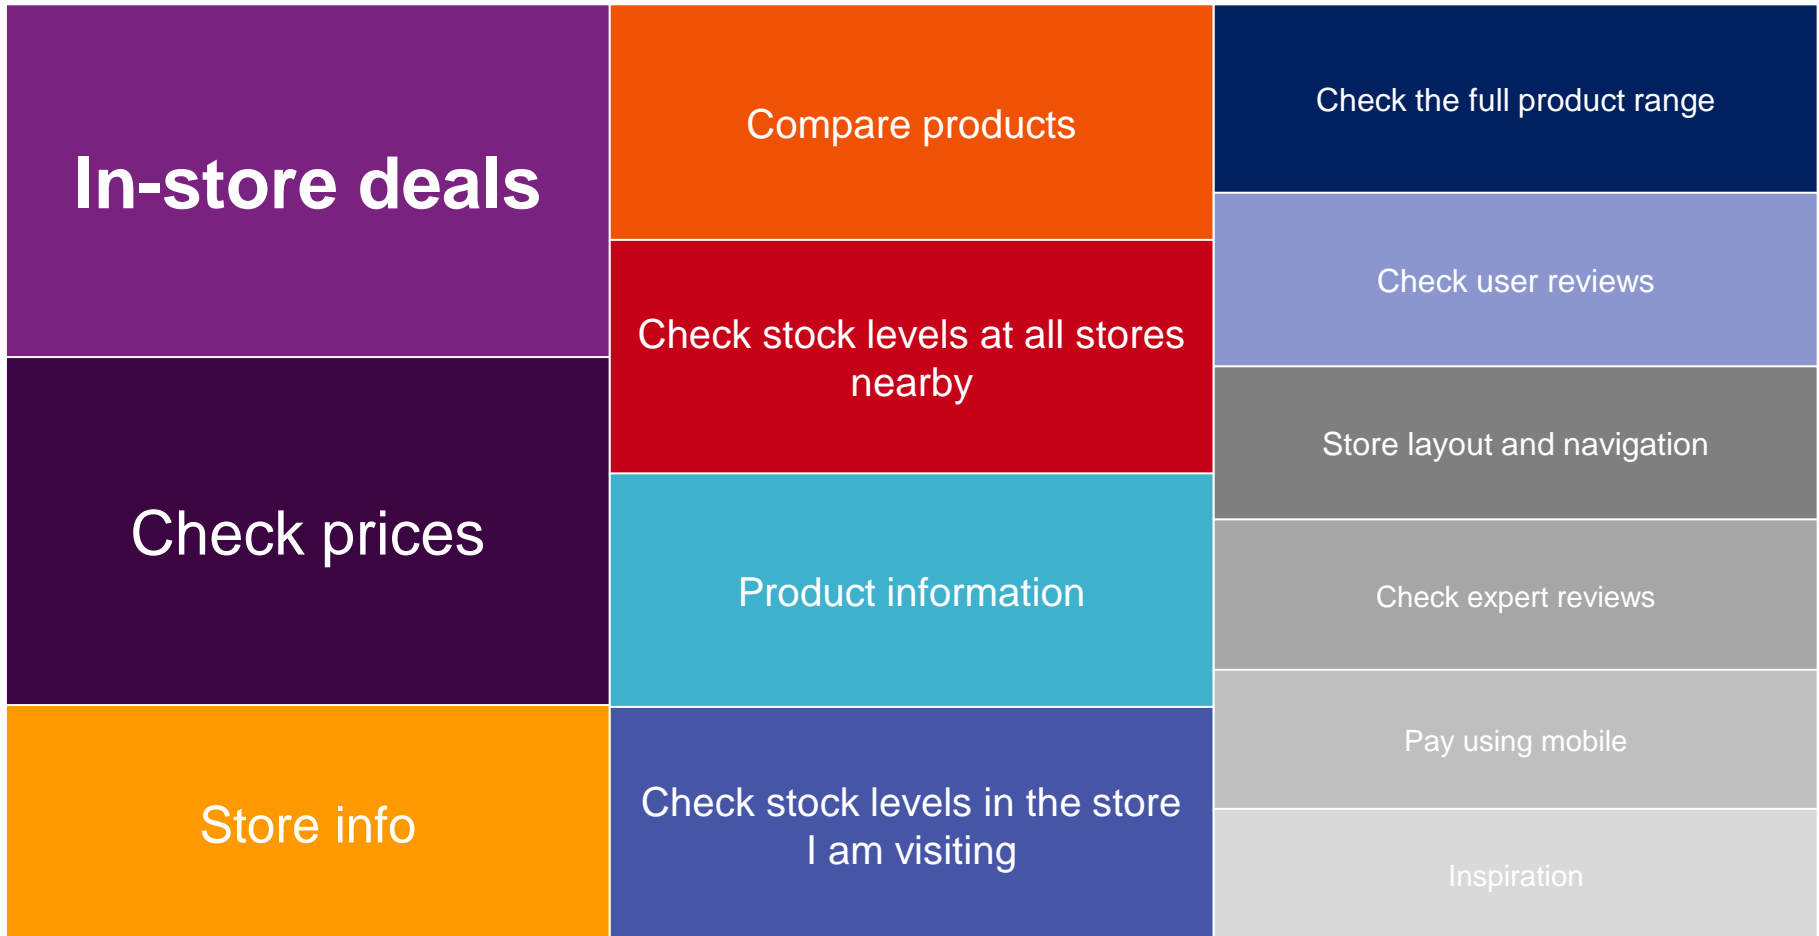 In-store deals
Check prices
Store info
Compare products
Check stock levels at all stores
nearby
Product information
Check stock levels in the store
I am visiting
Check the full product range
Check user reviews
Store layout and navigation
Check expert reviews
Pay using mobile
Inspiration